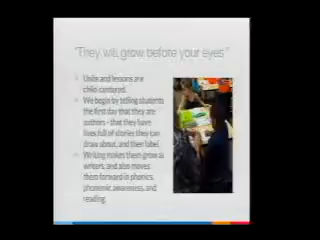 "They will grow before your eyes"
Units and lessons are
child-centered.
We begin by telling students
the first day that they are
authors - that they have
lives full of stories they can
draw about, and then label.
Writing makes them grow as
writers, and also moves
them forward in phonics,
phonemic awareness, and
reading.